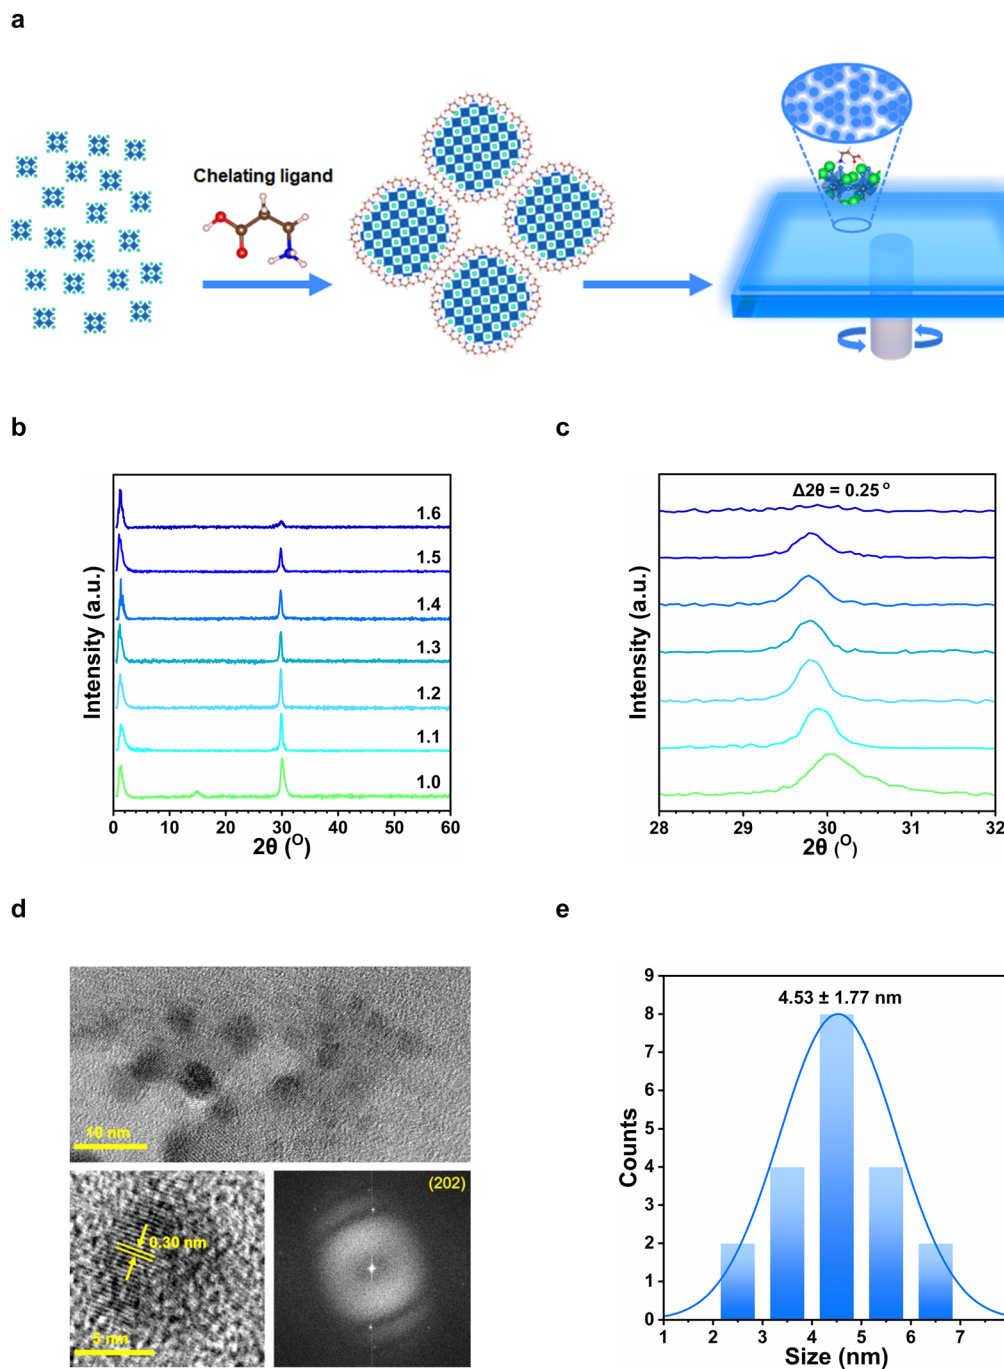 a
Chelating ligand
b
Intensity (a.u.)
1.6
1.5
1.4
1.3
1.2
1.1
1.0
0 10 20 30 40 50 60
2θ (O)
c
Intensity (a.u.)
Δ2θ = 0.25 o
28 29 30 31 32
2θ (O)
d
10 nm
0.30 nm
5 nm
(202)
e
Counts
4.53 ± 1.77 nm
9
8
7
6
5
4
3
2
1
0
1 2 3 4 5 6 7
Size (nm)